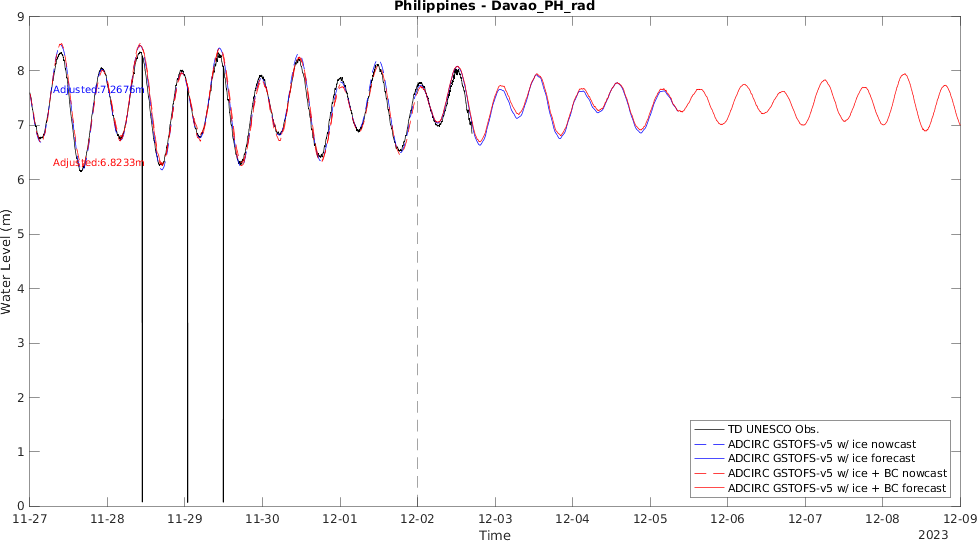 Philippines - Davao_PH_rad
9
8
7
6
5
4
3
2
1
0
Water Level (m)
Adjusted:7.2676m
Adjusted:6.8233m
TD UNESCO Obs.
ADCIRC GSTOFS-v5 w/ ice nowcast
ADCIRC GSTOFS-v5 w/ ice forecast
ADCIRC GSTOFS-v5 w/ ice + BC nowcast
ADCIRC GSTOFS-v5 w/ ice + BC forecast
11-27 11-28 11-29 11-30 12-01 12-02 12-03 12-04 12-05 12-06 12-07 12-08 12-09
Time
2023